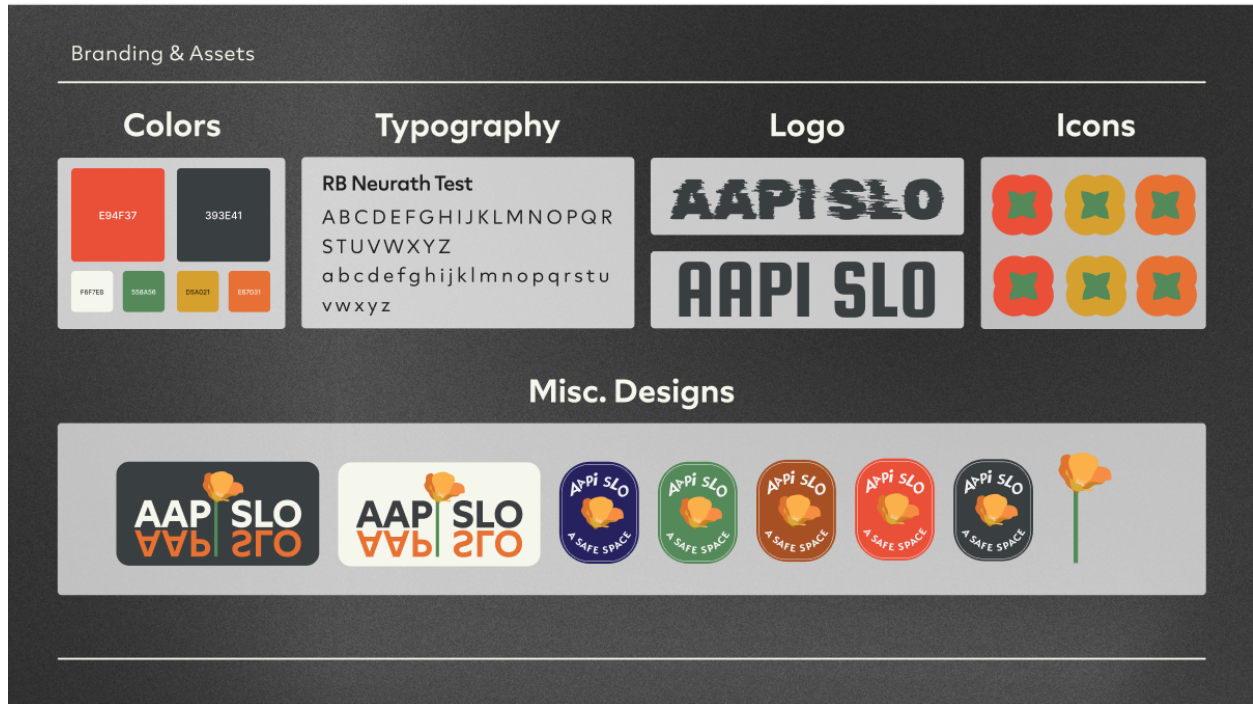 Branding & Assets
Colors
Typography
Logo
Icons
E94F37
393E41
F6F7EB
558A56
D5A021
E67031
RB Neurath Test
ABCDEFGHIJKLMNOPQR
STUVWXYZ
abcdefghijklmnopqrstu
vwxyz
AAPI SLO
AAPI SLO
Misc. Designs
AAPI SLO
AAPI SLO
AAPI SLO
AAPI SLO
AAPi SLO
A SAFE SPACE
AAPi SLO
A SAFE SPACE
AAPi SLO
A SAFE SPACE
AAPi SLO
A SAFE SPACE
AAPi SLO
A SAFE SPACE